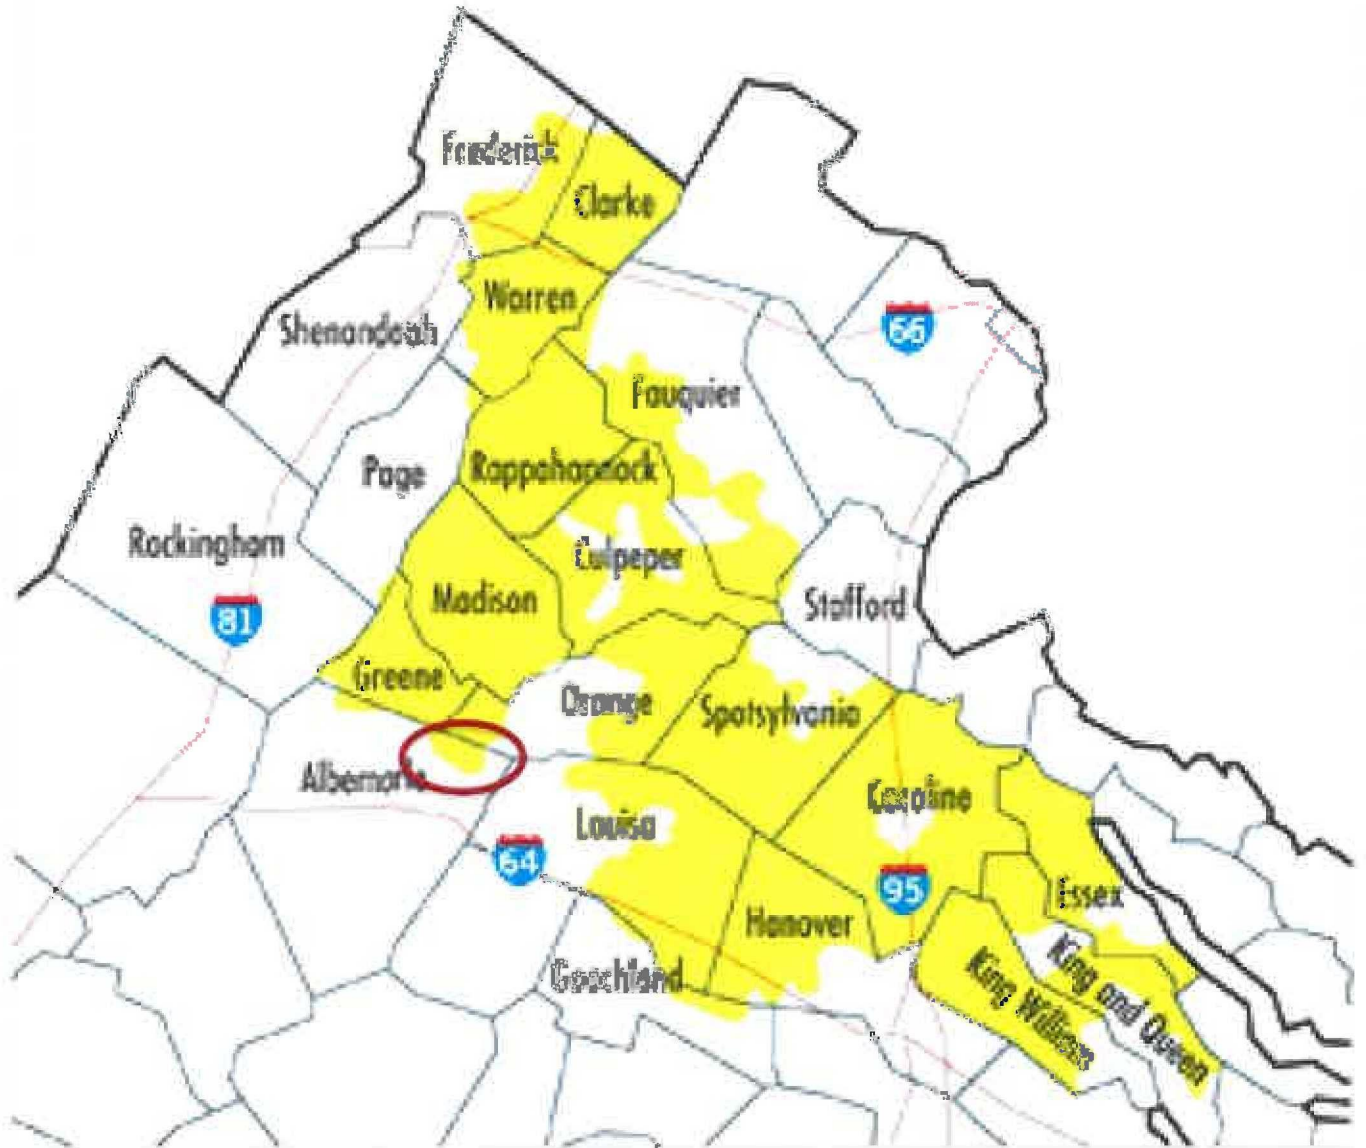 Frederick
Clarke
Warren
Shenandoah
66
Fauquier
Page
Rappahannock
Rockingham
Culpeper
Madison
Stafford
81
Greene
Orange
Spotsylvania
Albemarle
Caroline
Louisa
64
95
Essex
Hanover
Goochland
King William
King and Queen